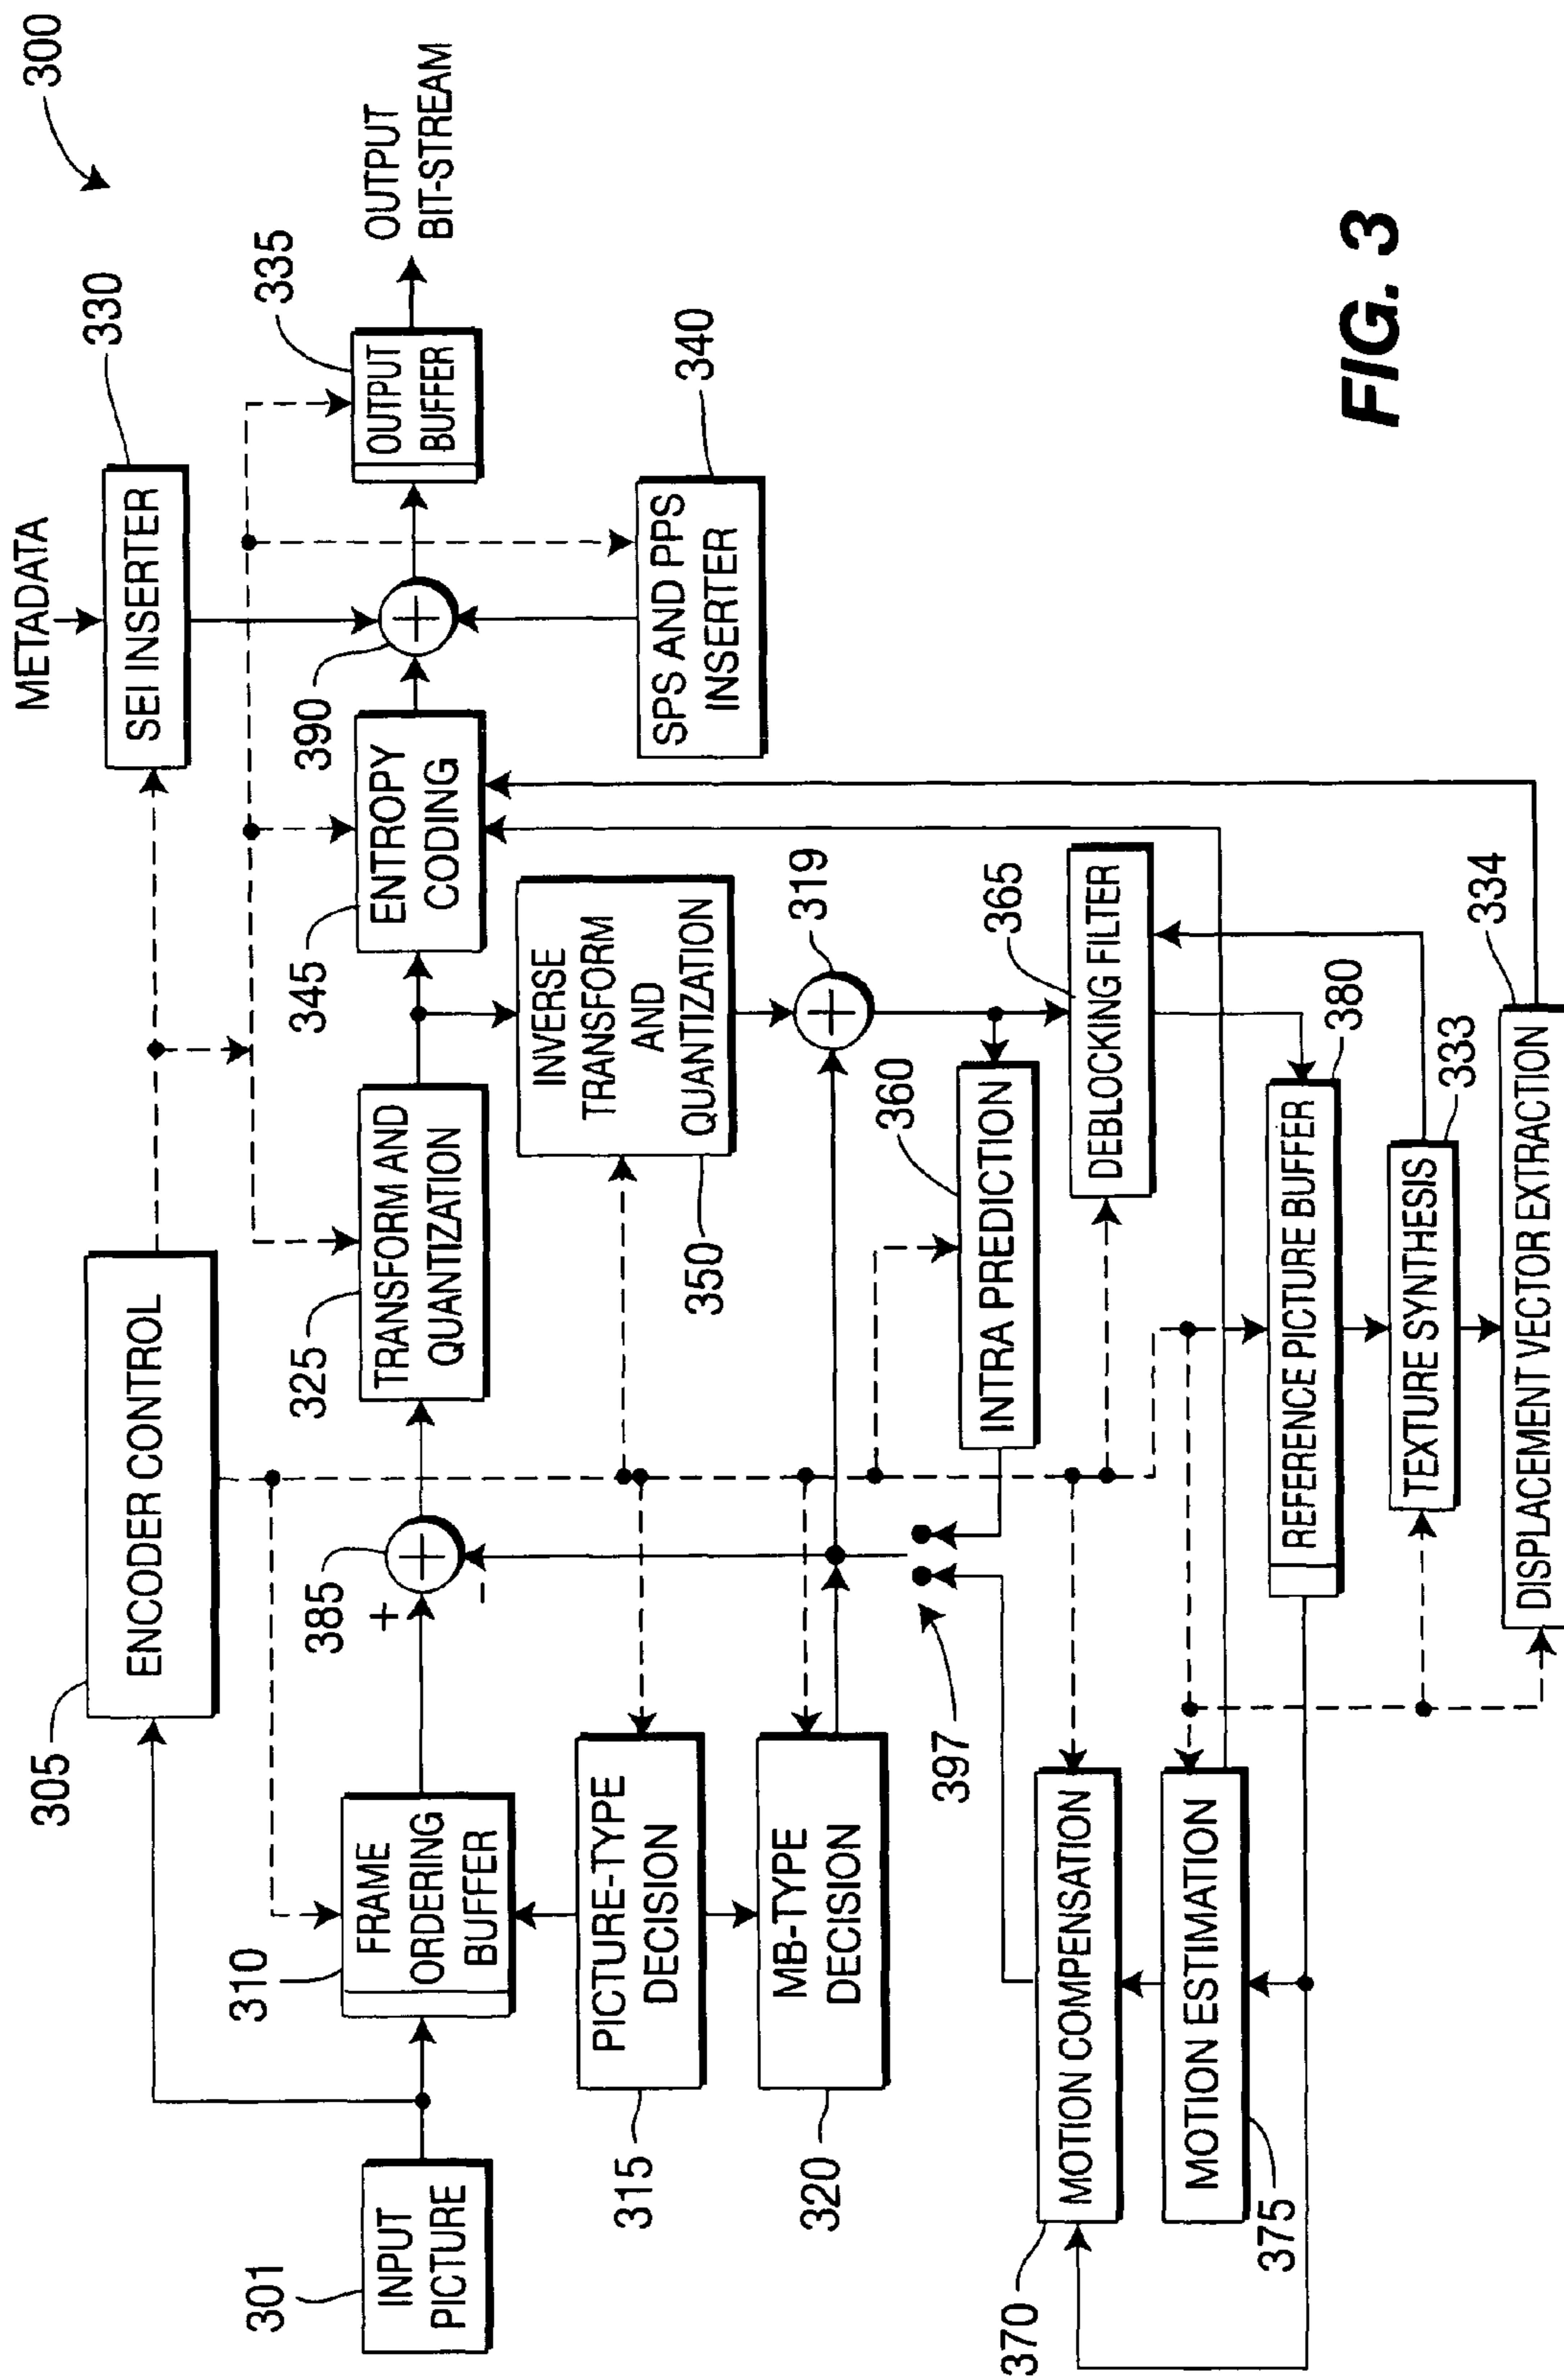 300
METADATA
330
SEI INSERTER
335
OUTPUT
BUFFER
OUTPUT
BIT-STREAM
305
ENCODER CONTROL
390
340
SPS AND PPS
INSERTER
345
ENTROPY
CODING
325
TRANSFORM AND
QUANTIZATION
385
+
-
310
FRAME
ORDERING
BUFFER
301
INPUT
PICTURE
315
PICTURE-TYPE
DECISION
320
MB-TYPE
DECISION
INVERSE
TRANSFORM
AND
QUANTIZATION
350
319
397
360
INTRA PREDICTION
365
DEBLOCKING FILTER
370
MOTION COMPENSATION
375
MOTION ESTIMATION
380
REFERENCE PICTURE BUFFER
333
TEXTURE SYNTHESIS
334
DISPLACEMENT VECTOR EXTRACTION
FIG. 3